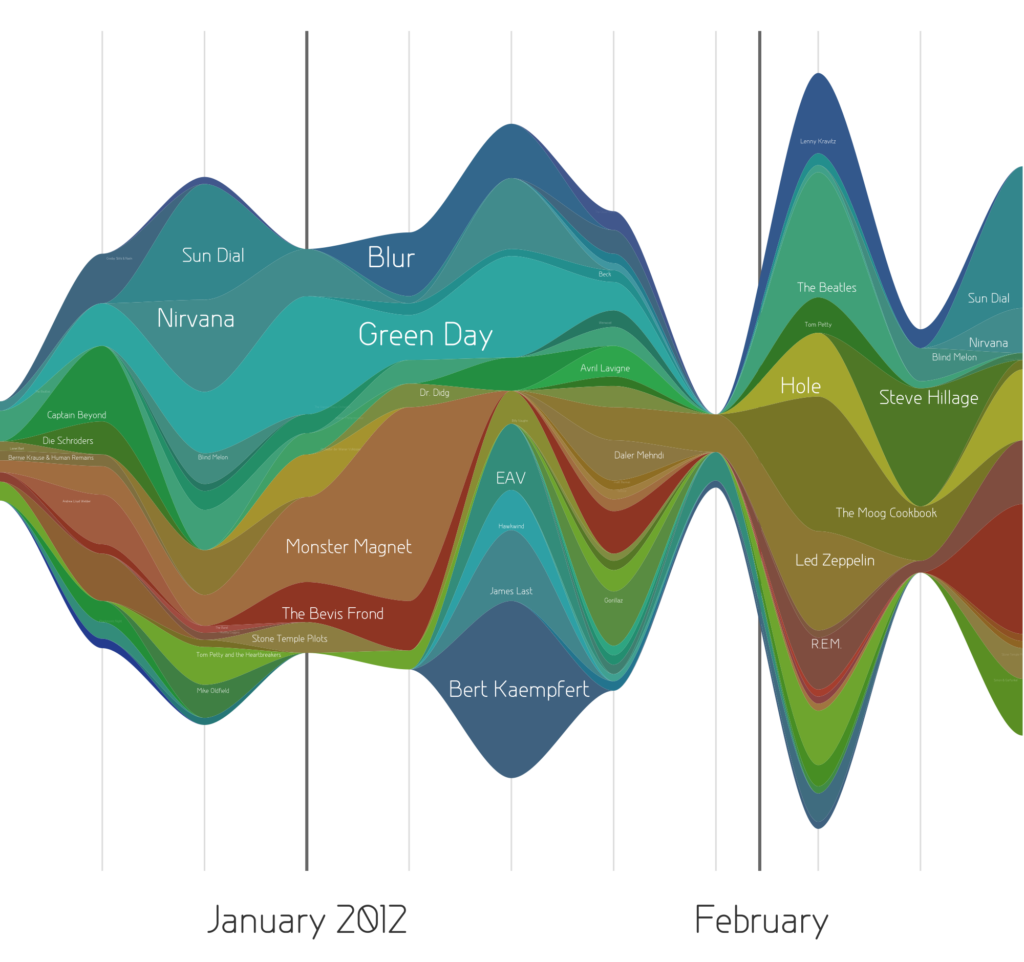 Lenny Kravitz
Sun Dial
Blur
Nirvana
Green Day
Beck
The Beatles
Tom Petty
Sun Dial
Nirvana
Blind Melon
Avril Lavigne
Hole
Steve Hillage
Dr. Didg
Captain Beyond
Die Schroders
Bernie Krause & Human Remains
Blind Melon
Daler Mehndi
EAV
The Moog Cookbook
Hawkwind
Monster Magnet
Led Zeppelin
James Last
Gorillaz
The Bevis Frond
Stone Temple Pilots
R.E.M.
Tom Petty and the Heartbreakers
Mike Oldfield
Bert Kaempfert
January 2012
February